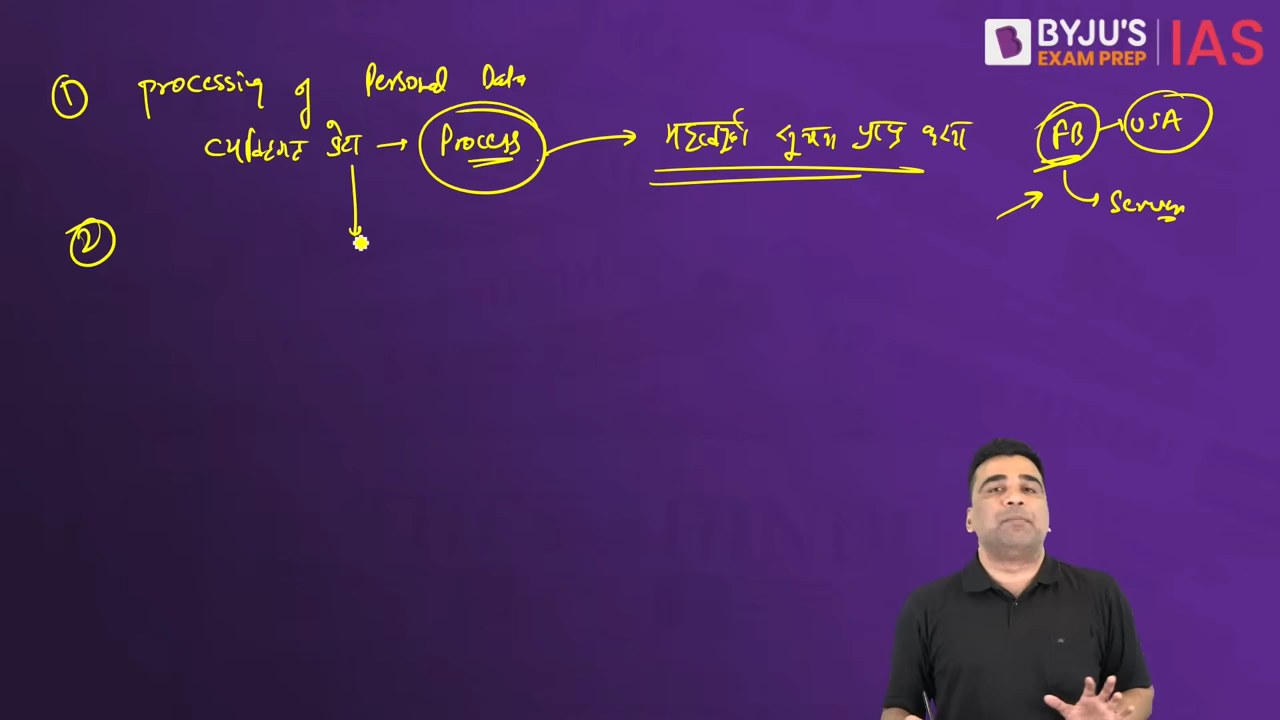 BYJU'S
EXAM PREP
IAS
① processing of Personal Data
व्यक्तिगत डेटा → Process → महत्वपूर्ण सूचना प्राप्त करना
FB → USA
Server
②